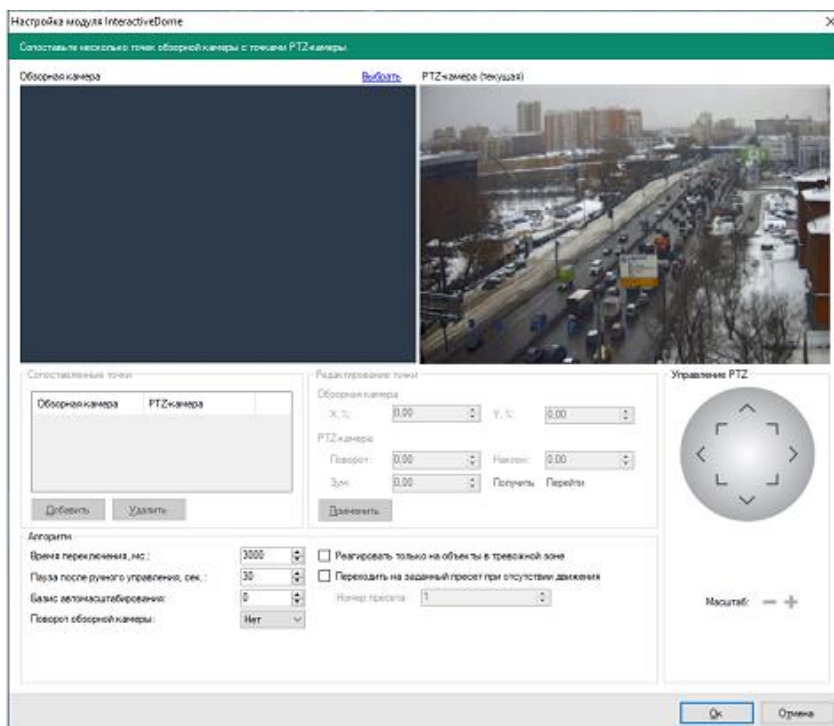 Настройка модуля InteractiveDome
Сопоставьте несколько точек обзорной камеры с точками PTZ-камеры.
Обзорная камера Выбрать PTZ-камера (текущая)
Сопоставленные точки
Обзорная камера PTZ-камера
Добавить Удалить
Редактирование точки
Обзорная камера
X, %: 0,00 Y, %: 0,00
PTZ-камера
Поворот: 0,00 Наклон: 0,00
Зум: 0,00 Получить Перейти
Применить
Управление PTZ
Масштаб:
Алгоритм
Время переключения, мс.: 3000
Пауза после ручного управления, сек.: 30
Базис автомасштабирования: 0
Поворот обзорной камеры: Нет
Реагировать только на объекты в тревожной зоне
Переходить на заданный пресет при отсутствии движения
Номер пресета: 1
Ок Отмена